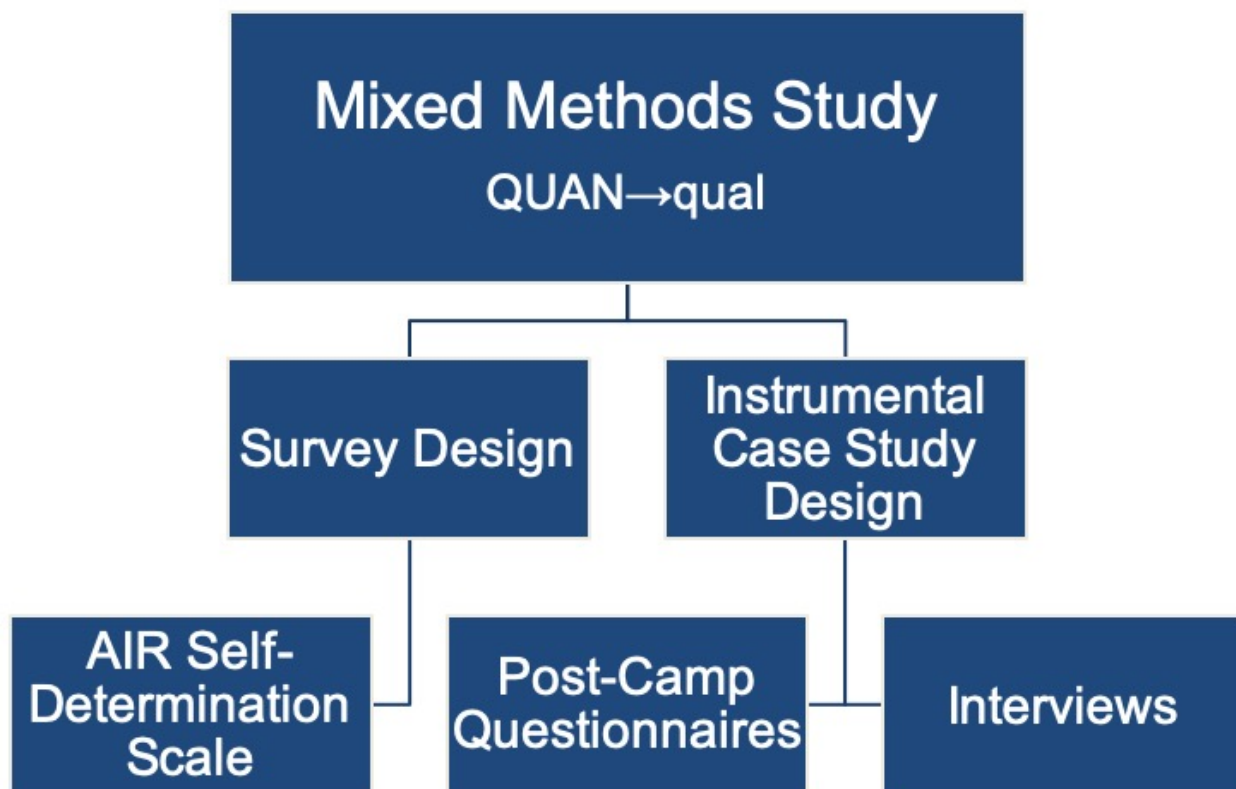 Mixed Methods Study
QUAN→qual
Survey Design
Instrumental
Case Study
Design
AIR Self-
Determination
Scale
Post-Camp
Questionnaires
Interviews